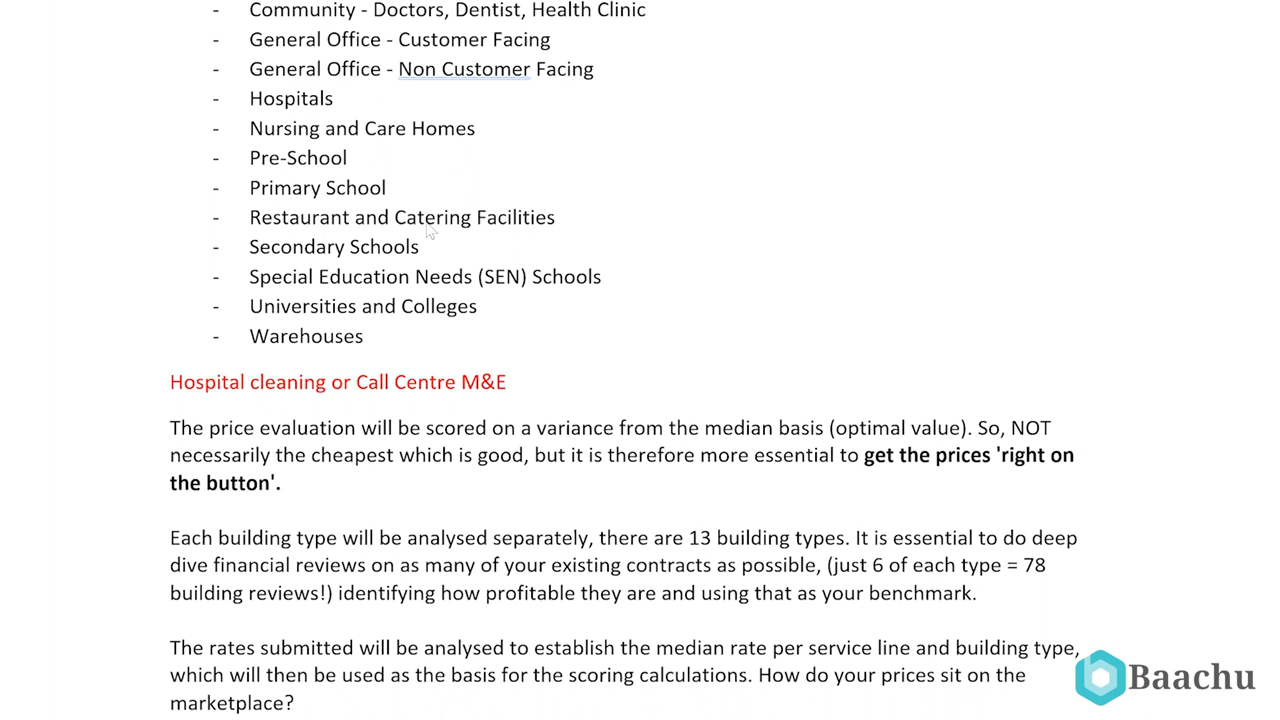 - Community - Doctors, Dentist, Health Clinic
- General Office - Customer Facing
- General Office - Non Customer Facing
- Hospitals
- Nursing and Care Homes
- Pre-School
- Primary School
- Restaurant and Catering Facilities
- Secondary Schools
- Special Education Needs (SEN) Schools
- Universities and Colleges
- Warehouses
Hospital cleaning or Call Centre M&E
The price evaluation will be scored on a variance from the median basis (optimal value). So, NOT
necessarily the cheapest which is good, but it is therefore more essential to get the prices 'right on
the button'.
Each building type will be analysed separately, there are 13 building types. It is essential to do deep
dive financial reviews on as many of your existing contracts as possible, (just 6 of each type = 78
building reviews!) identifying how profitable they are and using that as your benchmark.
The rates submitted will be analysed to establish the median rate per service line and building type,
which will then be used as the basis for the scoring calculations. How do your prices sit on the
marketplace?
Baachu